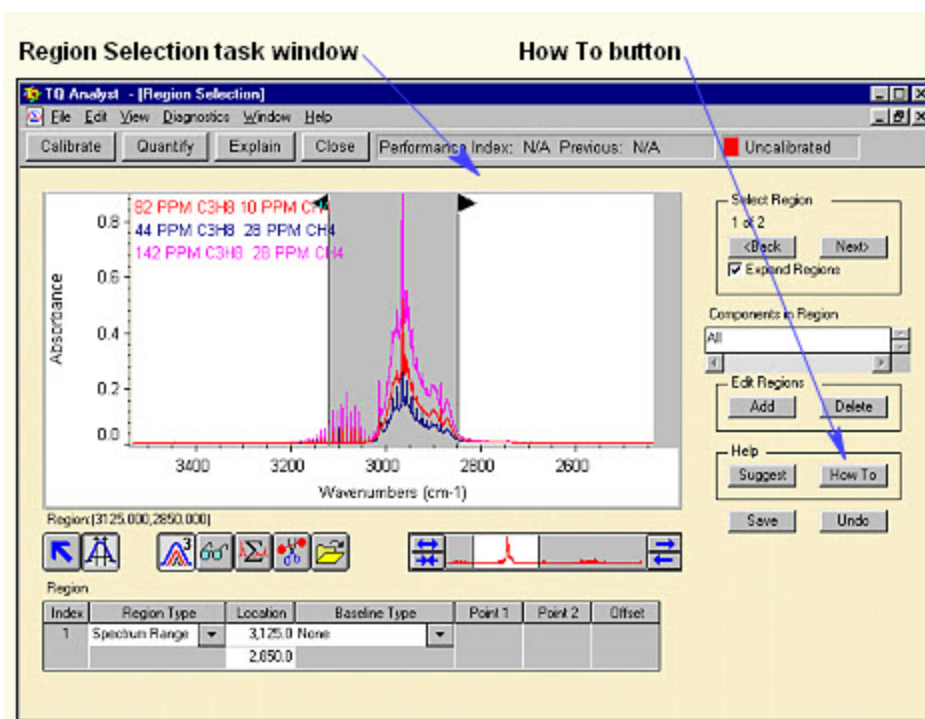 Region Selection task window How To button
TQ Analyst - [Region Selection]
File Edit View Diagnostics Window Help
Calibrate Quantify Explain Close Performance Index: N/A Previous: N/A Uncalibrated
82 PPM C3H8 10 PPM CH4
44 PPM C3H8 28 PPM CH4
142 PPM C3H8 28 PPM CH4
Absorbance
0.8
0.6
0.4
0.2
0.0
3400 3200 3000 2800 2600
Wavenumbers (cm-1)
Select Region
1 of 2
<Back Next>
Expand Regions
Components in Region
All
Edit Regions
Add Delete
Help
Suggest How To
Save Undo
Region:(3125.000,2850.000)
3
Region
Index Region Type Location Baseline Type Point 1 Point 2 Offset
1 Spectrum Range 3,125.0 None
2,850.0